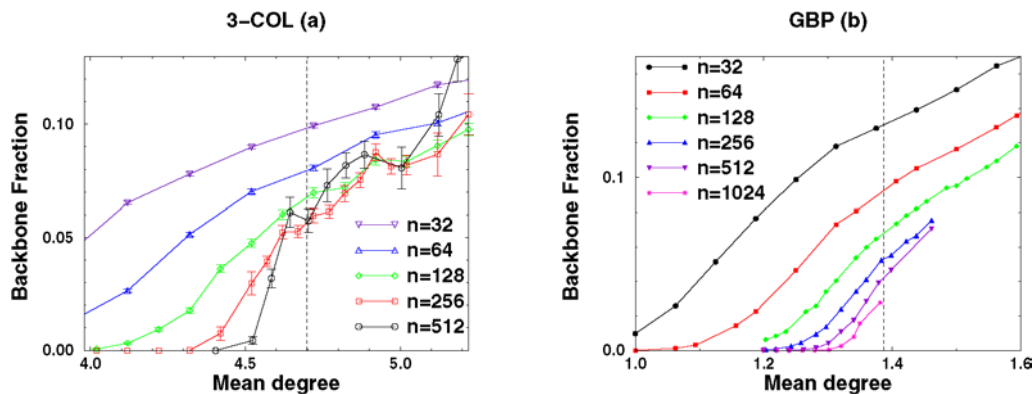 3-COL (a)
Backbone Fraction
0.10
0.05
0.00
4.0
4.5
5.0
Mean degree
n=32
n=64
n=128
n=256
n=512
GBP (b)
Backbone Fraction
0.1
0.00
1.0
1.2
1.4
1.6
Mean degree
n=32
n=64
n=128
n=256
n=512
n=1024